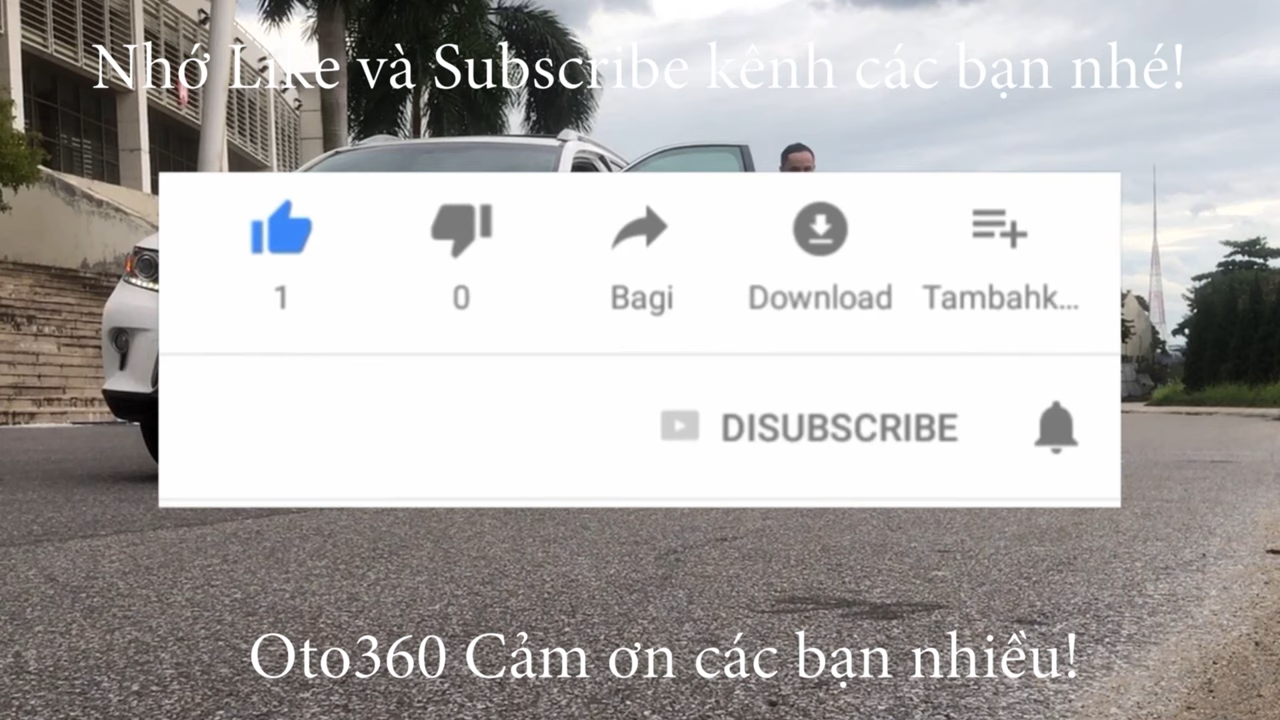 Nhớ Like và Subscribe kênh các bạn nhé!
1 0 Bagi Download Tambahk...
DISUBSCRIBE
Oto360 Cảm ơn các bạn nhiều!